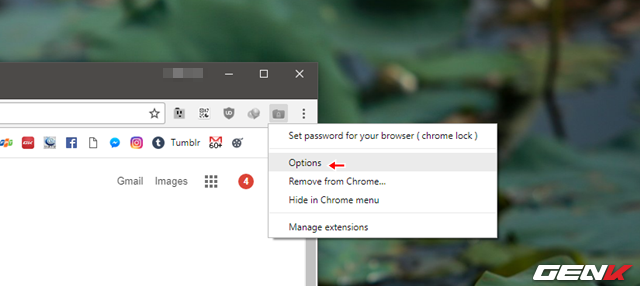 Tumblr
60+
Gmail
Images
4
Set password for your browser ( chrome lock )
Options
Remove from Chrome...
Hide in Chrome menu
Manage extensions
GENK